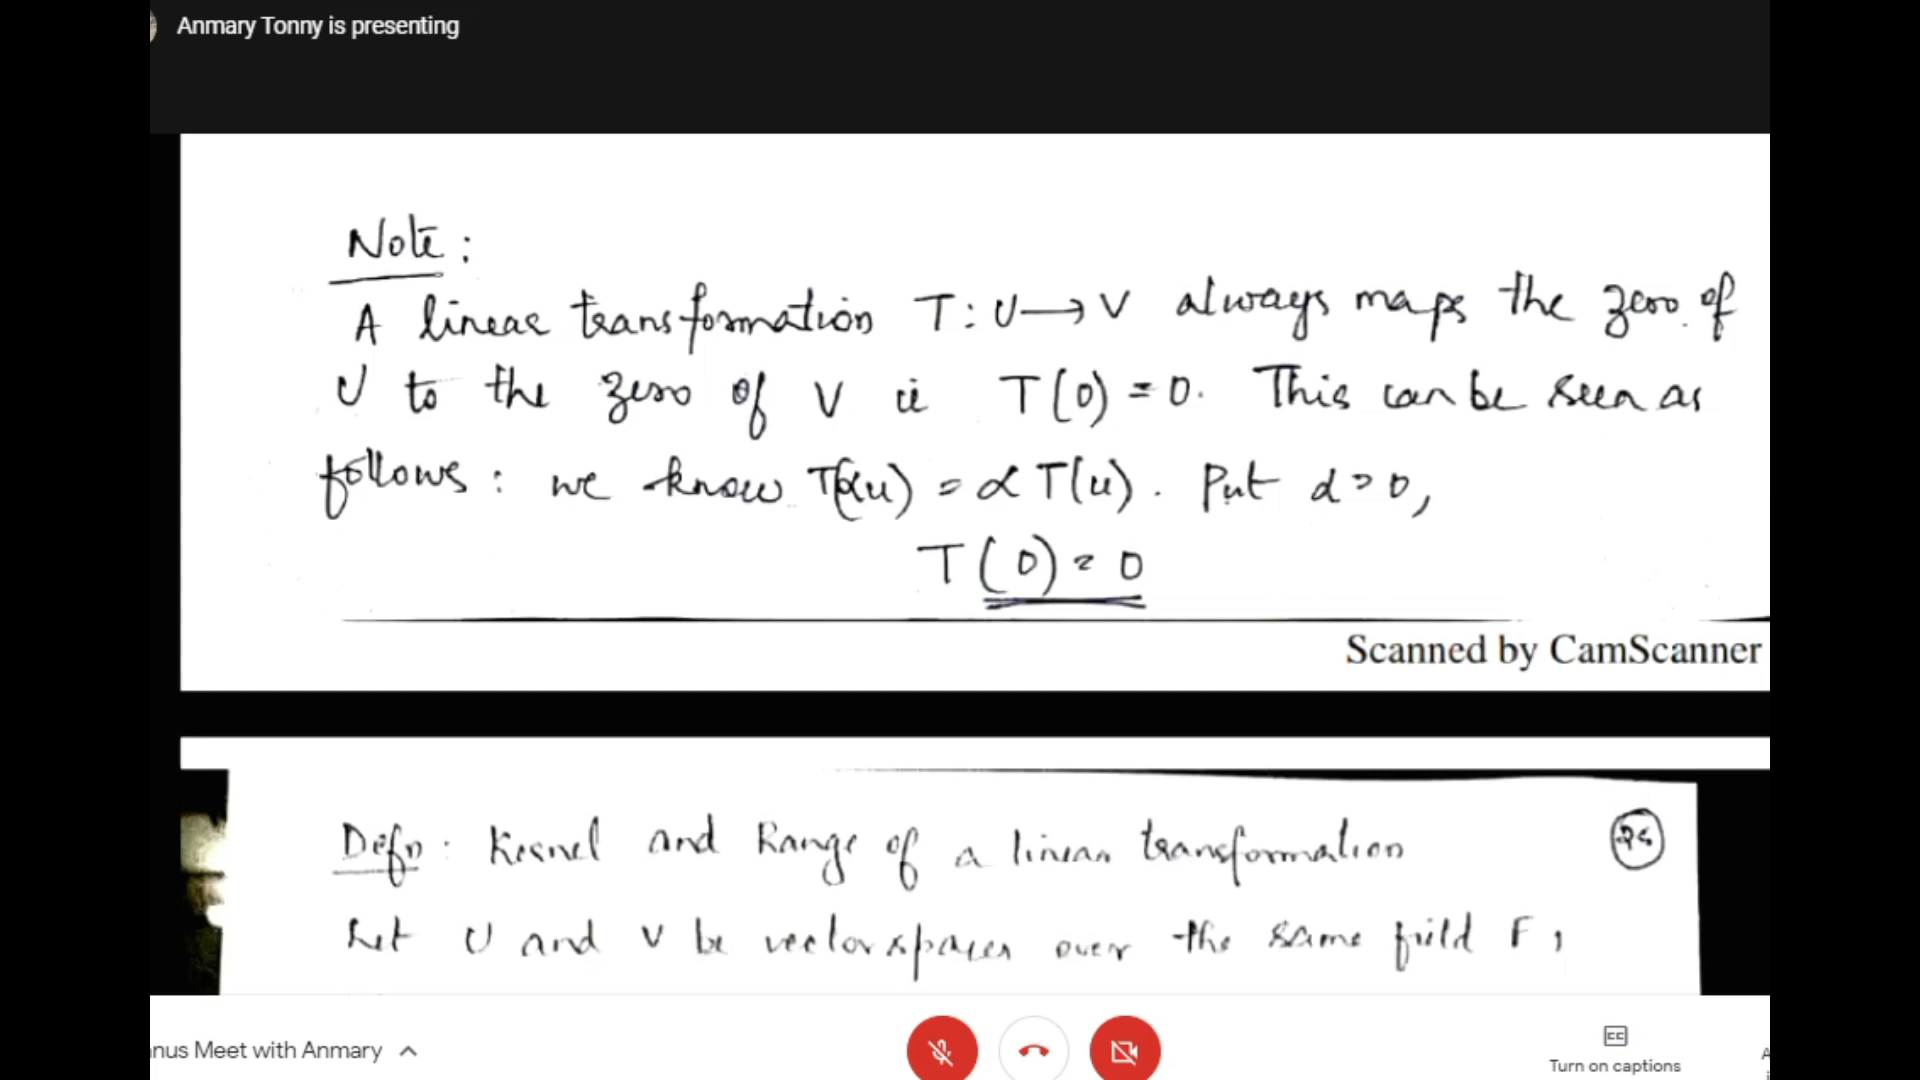 Anmary Tonny is presenting
Note :
A linear transformation T : U → V always maps the zero of
U to the zero of V ie T(0) = 0. This can be seen as
follows : we know T(αu) = α T(u) . Put α = 0,
T(0) = 0
Scanned by CamScanner
Defn : Kernel and Range of a linear transformation
Let U and V be vector spaces over the same field F,
nus Meet with Anmary
Turn on captions